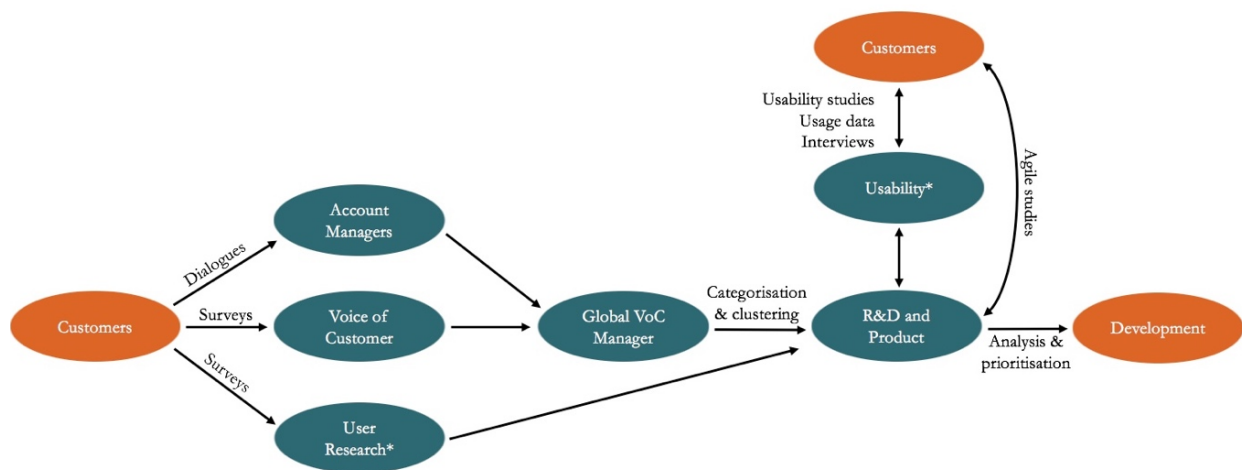 Customers
Usability studies
Usage data
Interviews
Agile studies
Usability*
Account
Managers
Dialogues
Customers
Surveys
Voice of
Customer
Global VoC
Manager
Categorisation
& clustering
R&D and
Product
Analysis &
prioritisation
Development
Surveys
User
Research*